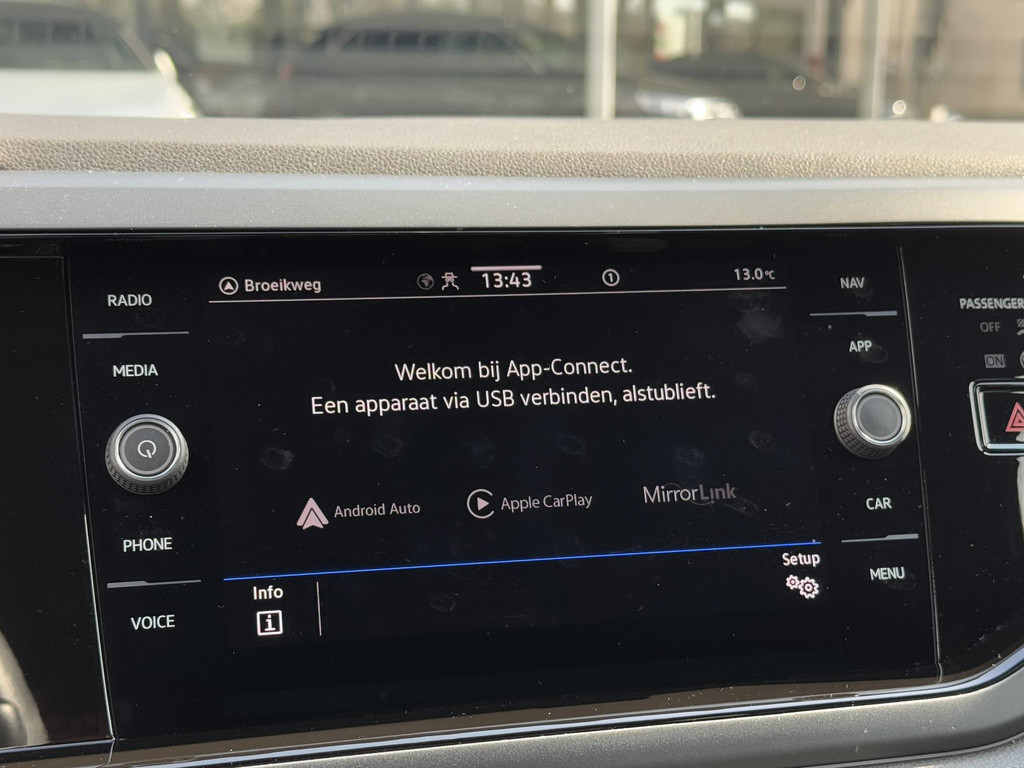 RADIO
MEDIA
PHONE
VOICE
Broeikweg
13:43
1
13.0°C
Welkom bij App-Connect.
Een apparaat via USB verbinden, alstublieft.
Android Auto
Apple CarPlay
MirrorLink
Info
i
Setup
NAV
APP
CAR
MENU
PASSENGER
OFF
ON